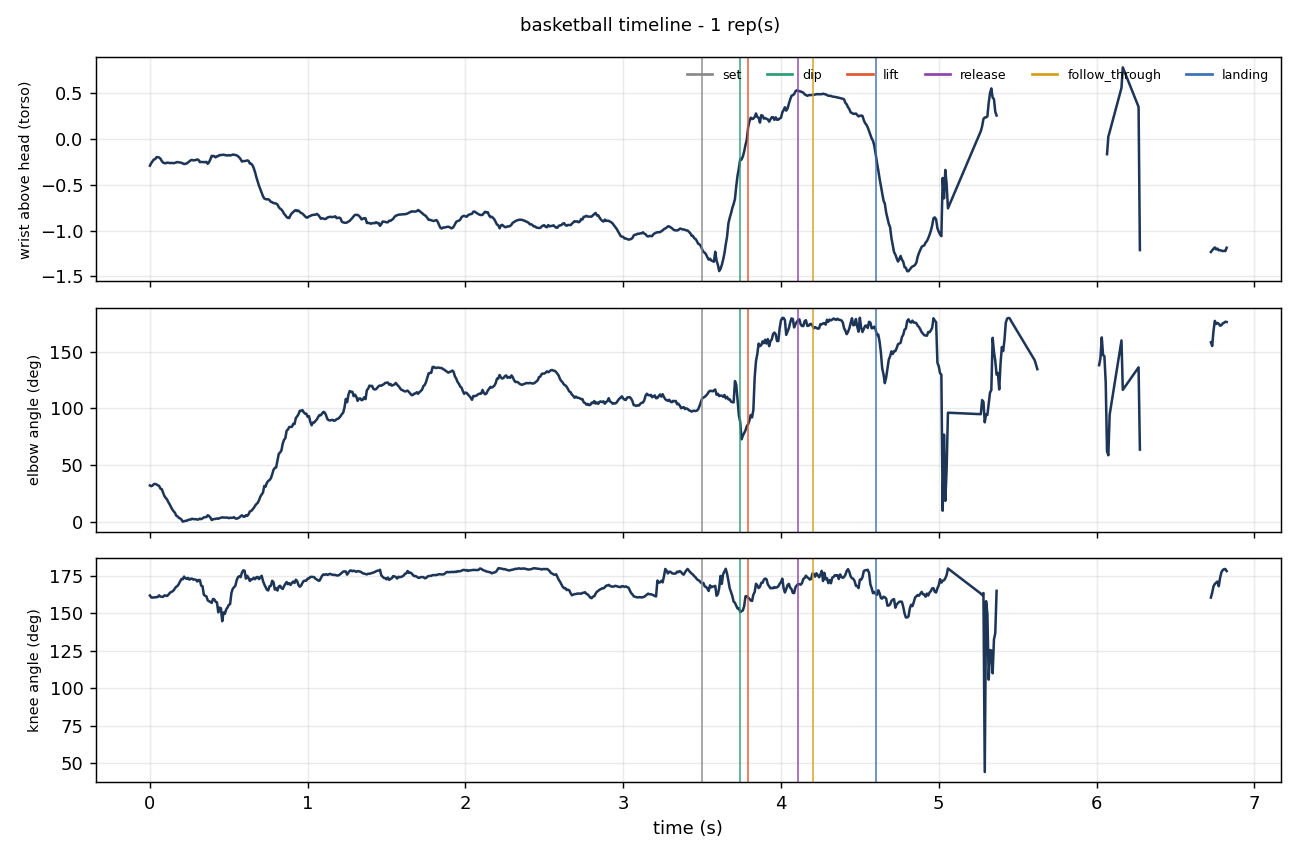 basketball timeline - 1 rep(s)
set dip lift release follow_through landing
wrist above head (torso)
0.5
0.0
−0.5
−1.0
−1.5
elbow angle (deg)
150
100
50
0
knee angle (deg)
175
150
125
100
75
50
0 1 2 3 4 5 6 7
time (s)